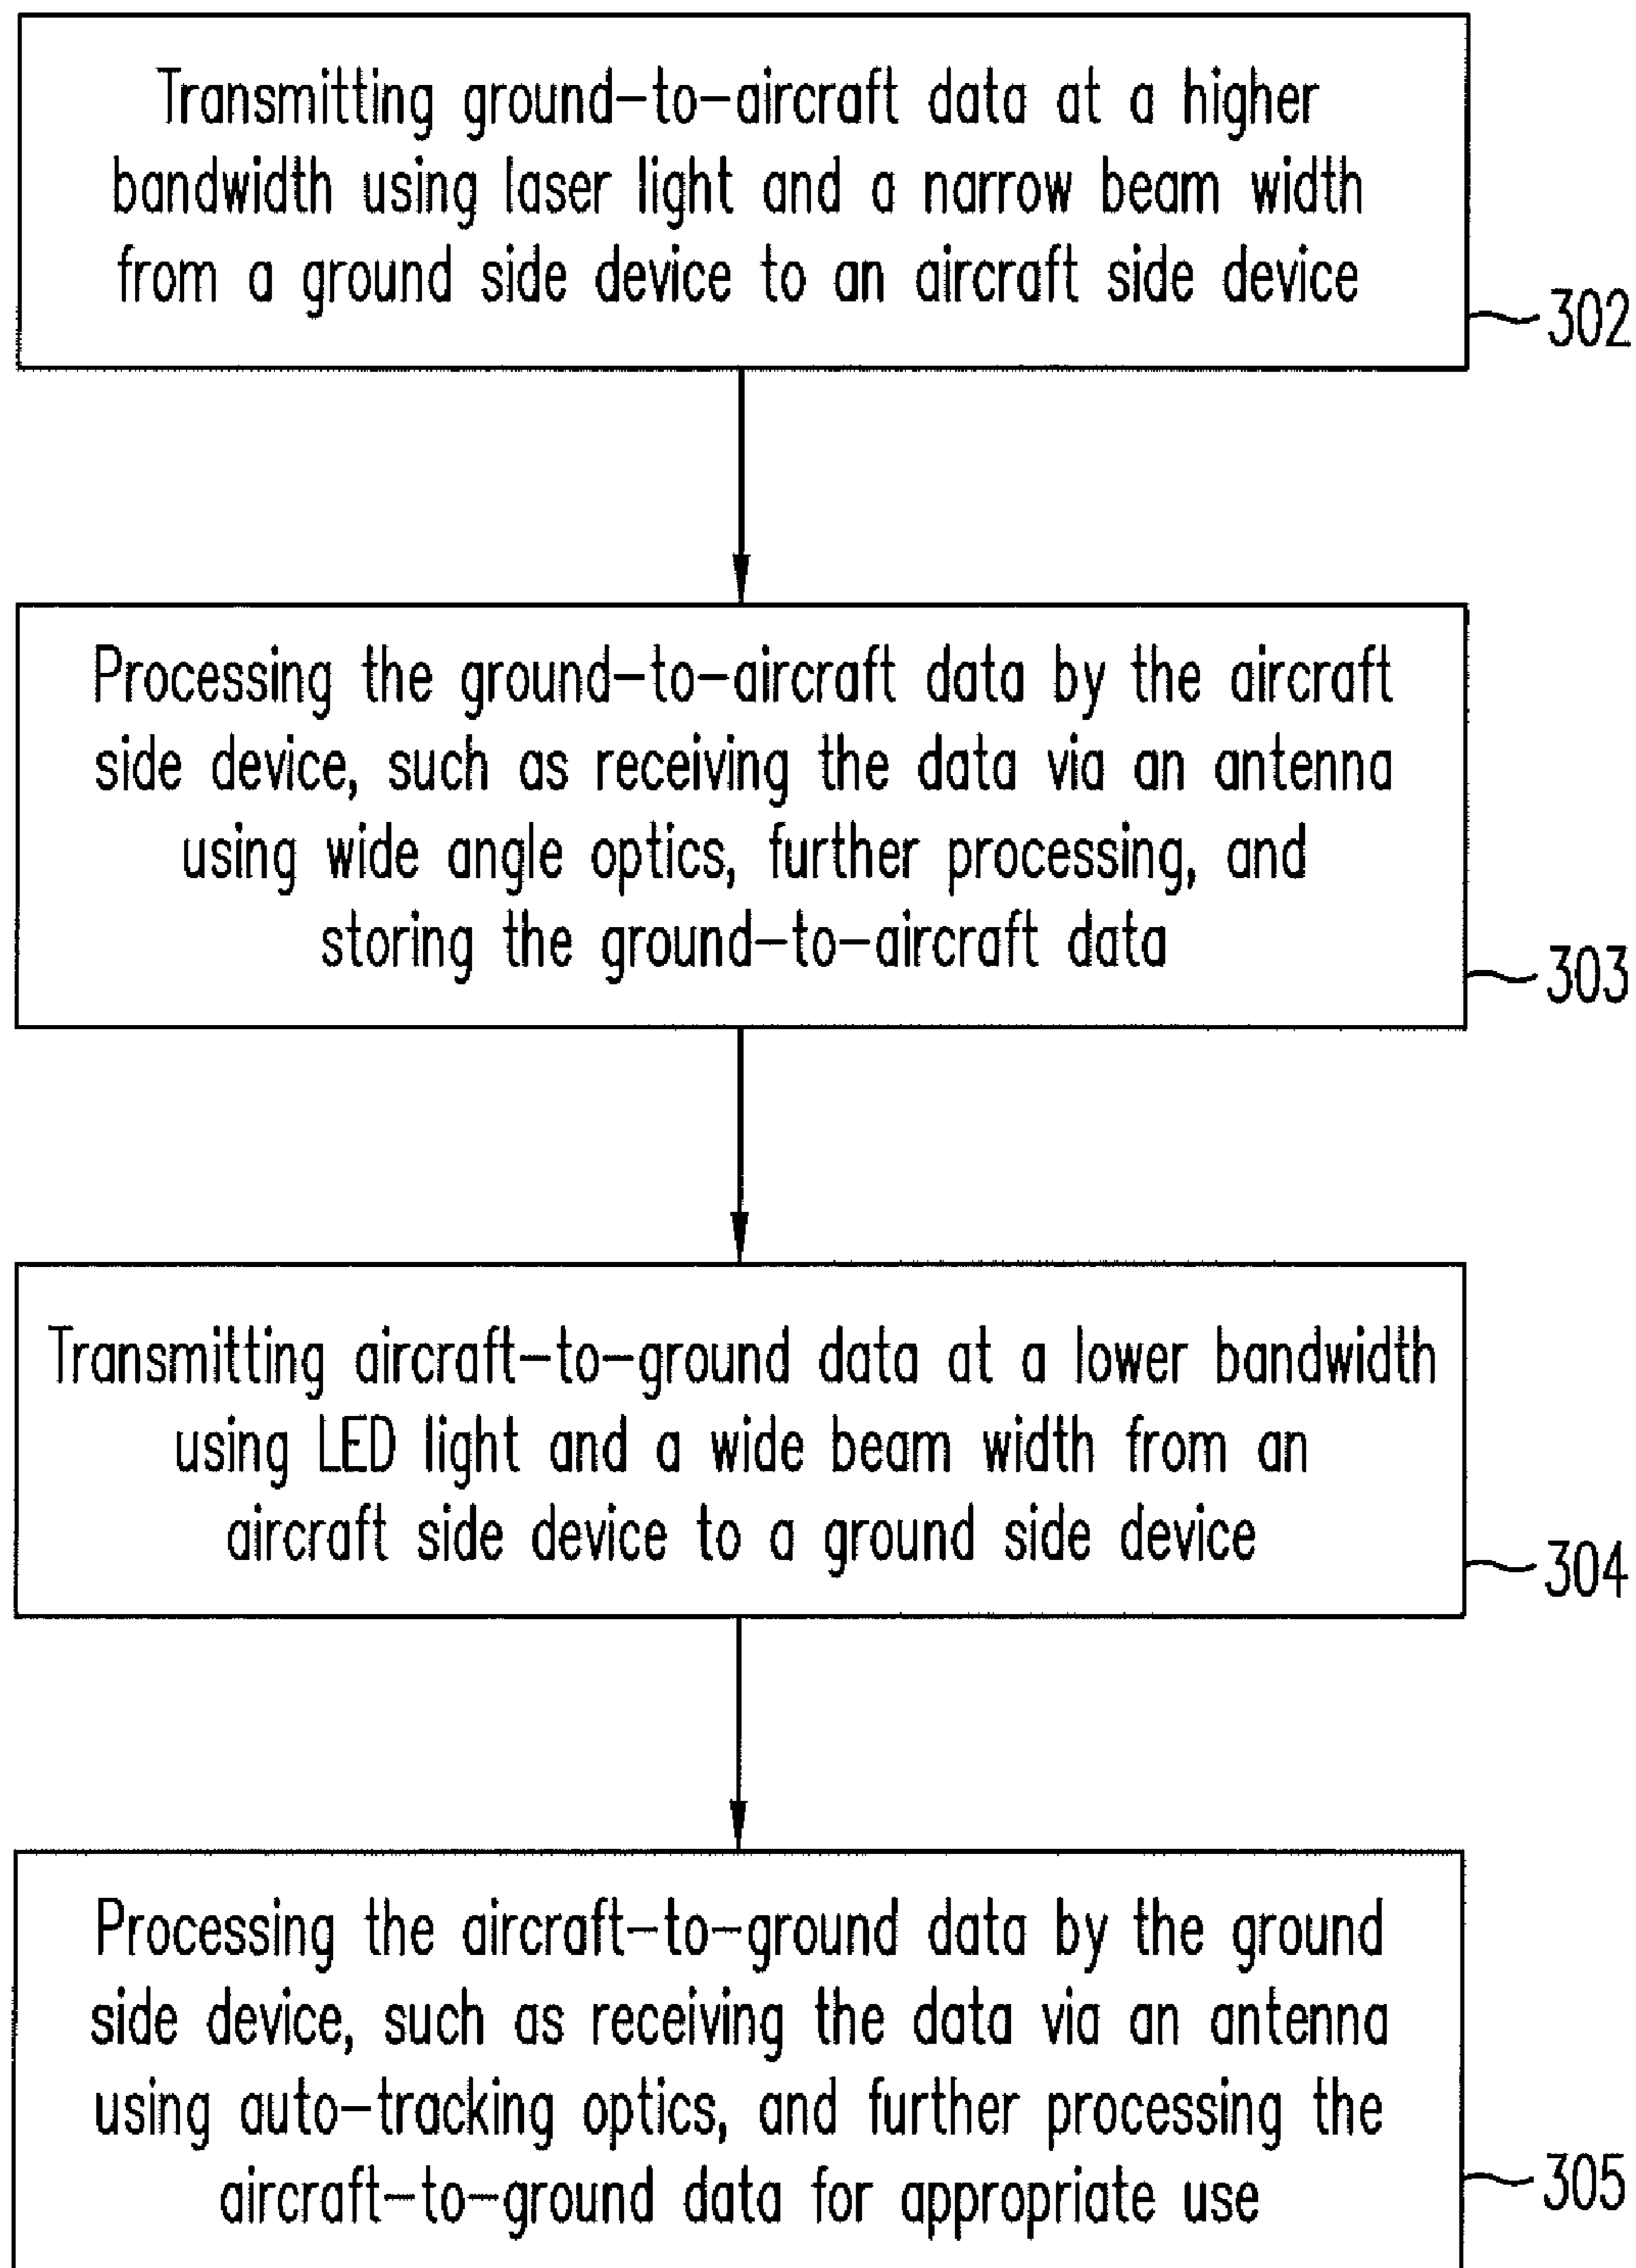 Transmitting ground-to-aircraft data at a higher
bandwidth using laser light and a narrow beam width
from a ground side device to an aircraft side device
302
Processing the ground-to-aircraft data by the aircraft
side device, such as receiving the data via an antenna
using wide angle optics, further processing, and
storing the ground-to-aircraft data
303
Transmitting aircraft-to-ground data at a lower bandwidth
using LED light and a wide beam width from an
aircraft side device to a ground side device
304
Processing the aircraft-to-ground data by the ground
side device, such as receiving the data via an antenna
using auto-tracking optics, and further processing the
aircraft-to-ground data for appropriate use
305